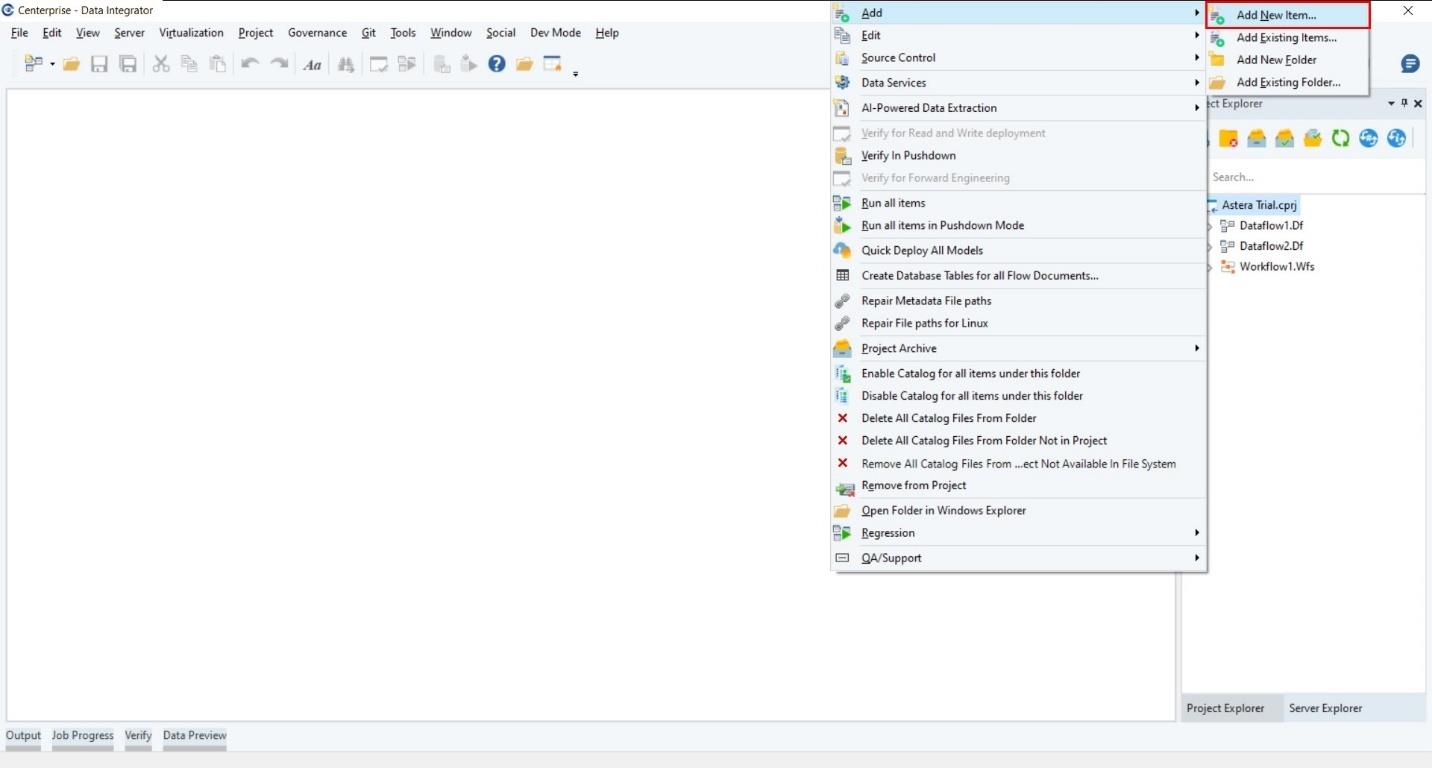 Centerprise - Data Integrator
File Edit View Server Virtualization Project Governance Git Tools Window Social Dev Mode Help
Aa
Add
Edit
Source Control
Data Services
AI-Powered Data Extraction
Verify for Read and Write deployment
Verify In Pushdown
Verify for Forward Engineering
Run all items
Run all items in Pushdown Mode
Quick Deploy All Models
Create Database Tables for all Flow Documents...
Repair Metadata File paths
Repair File paths for Linux
Project Archive
Enable Catalog for all items under this folder
Disable Catalog for all items under this folder
Delete All Catalog Files From Folder
Delete All Catalog Files From Folder Not in Project
Remove All Catalog Files From ...ect Not Available In File System
Remove from Project
Open Folder in Windows Explorer
Regression
QA/Support
Add New Item...
Add Existing Items...
Add New Folder
Add Existing Folder...
ect Explorer
Search...
Astera Trial.cprj
Dataflow1.Df
Dataflow2.Df
Workflow1.Wfs
Project Explorer Server Explorer
Output Job Progress Verify Data Preview